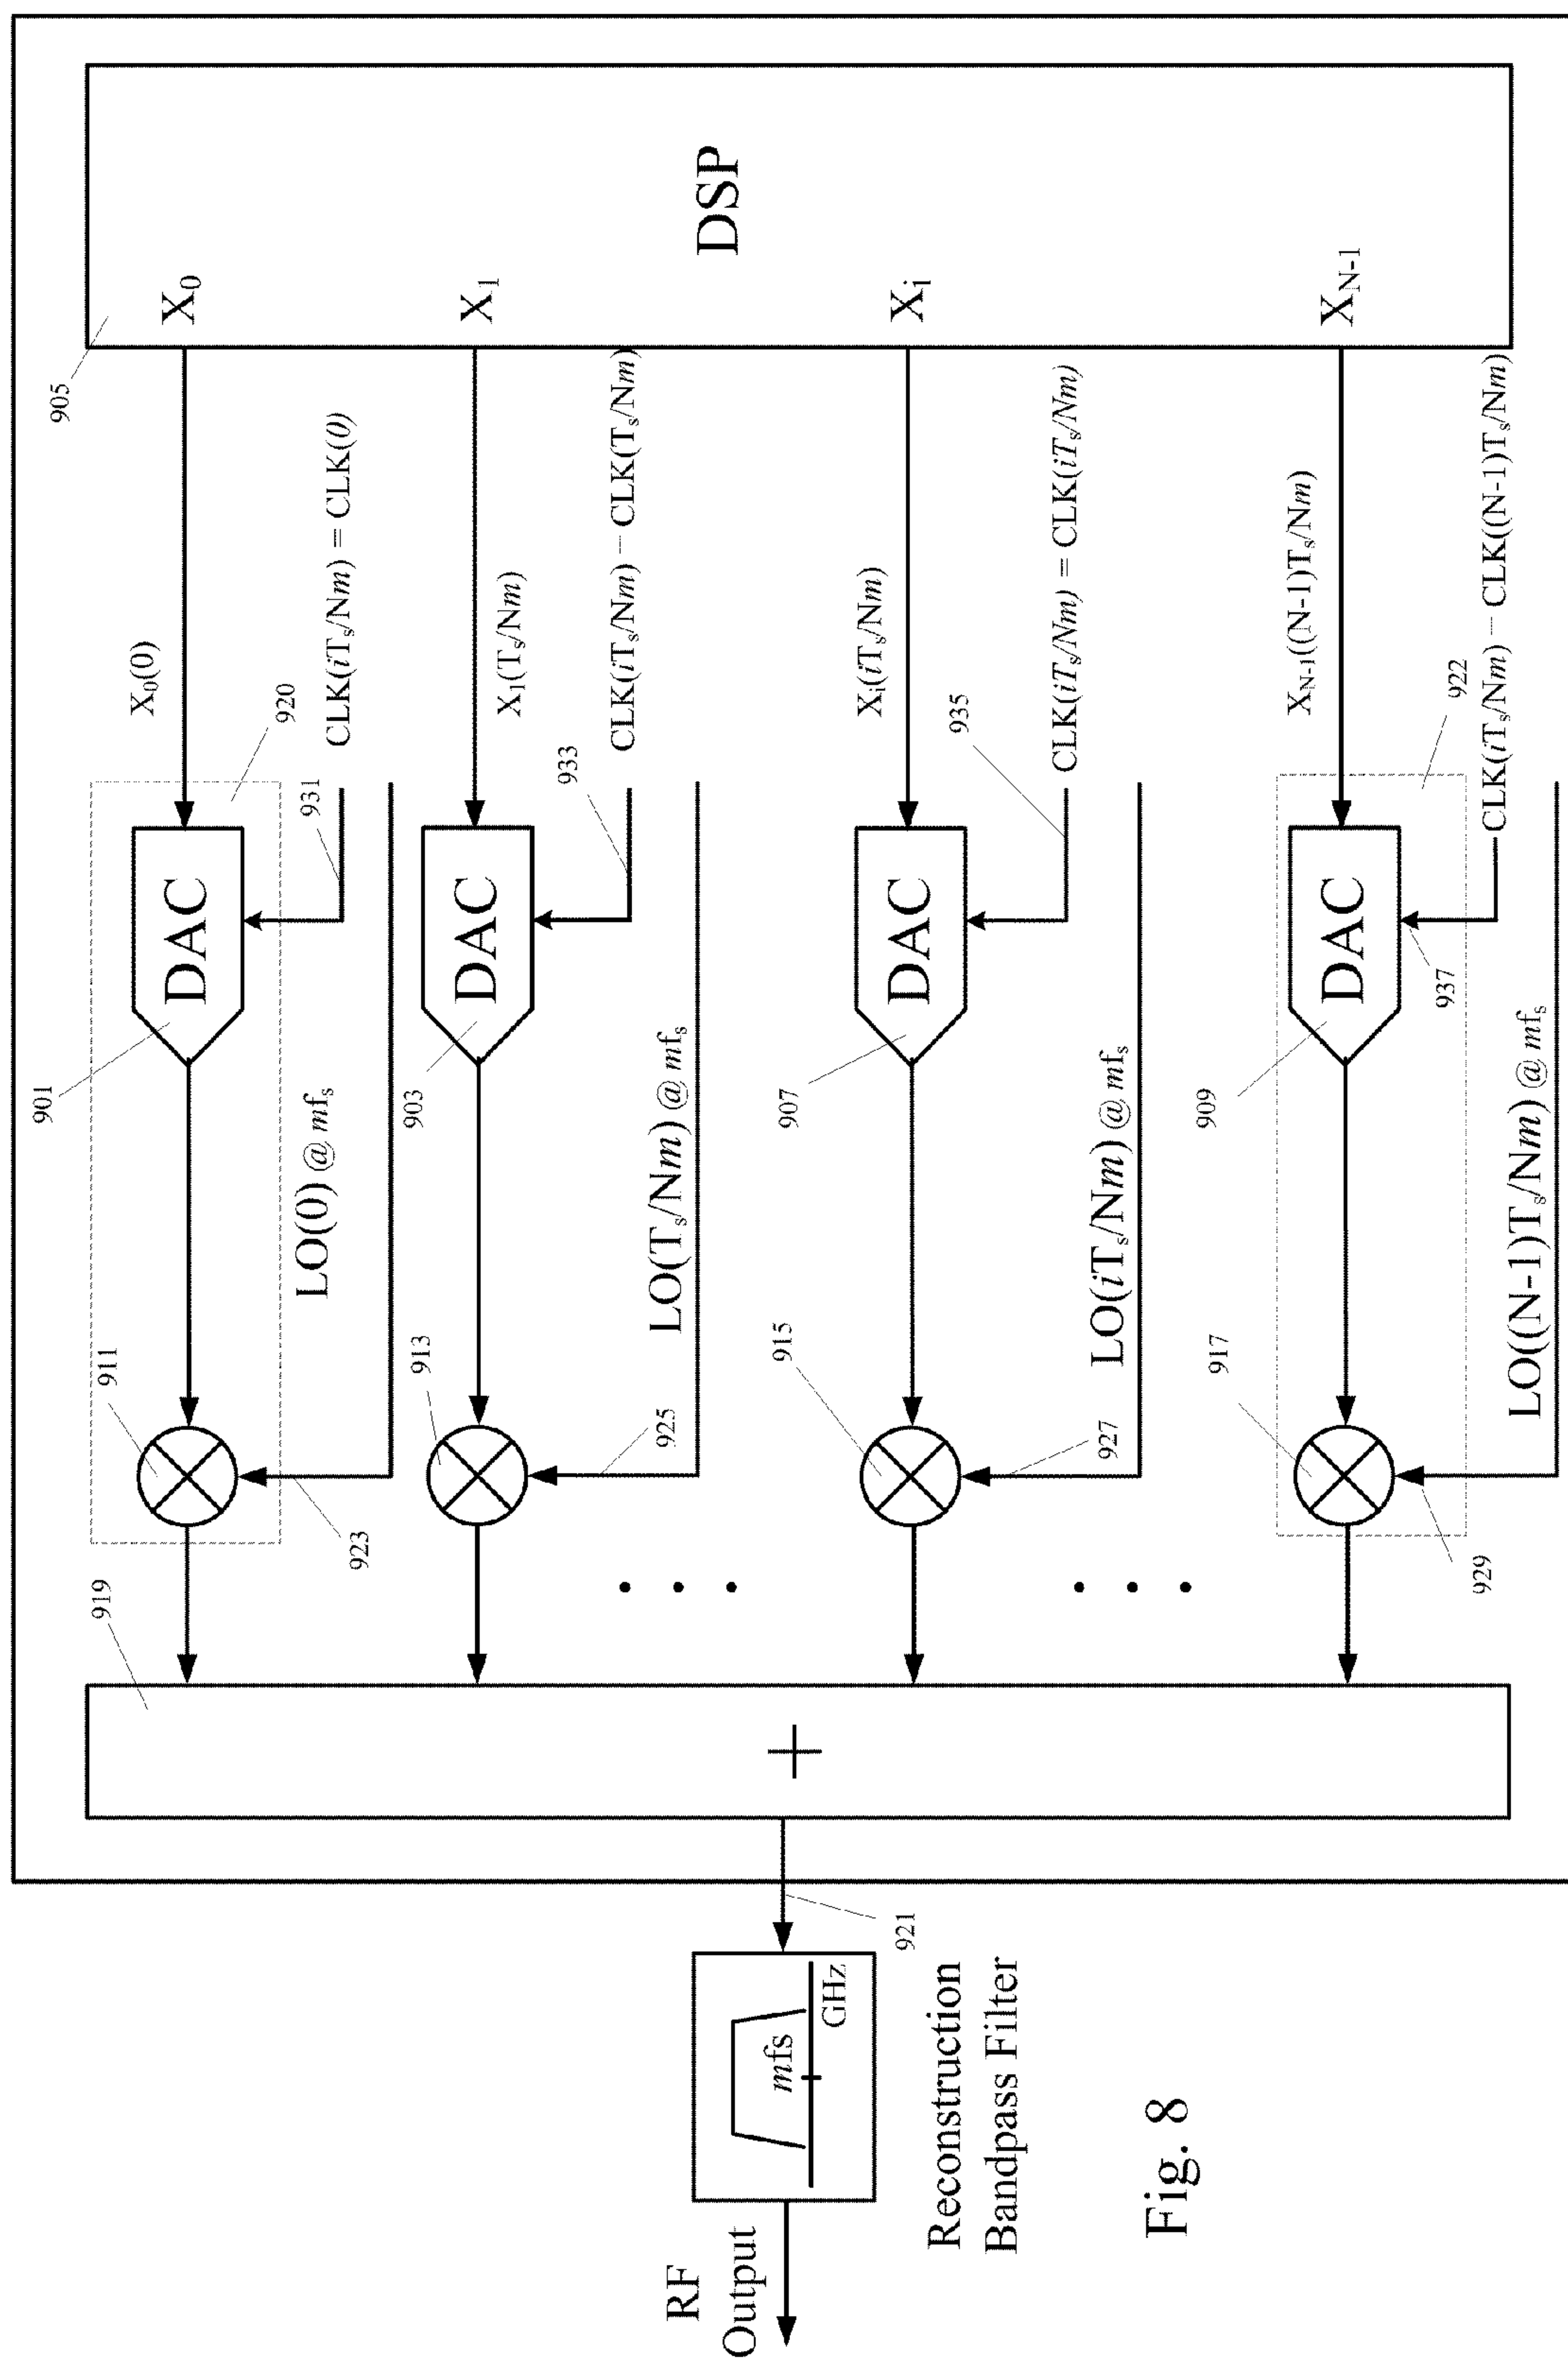 905
DSP
X0
X1
Xi
XN-1
X0(0)
920
931
CLK(iTs/Nm) = CLK(0)
X1(Ts/Nm)
933
CLK(iTs/Nm) – CLK(Ts/Nm)
Xi(iTs/Nm)
935
CLK(iTs/Nm) = CLK(iTs/Nm)
XN-1((N-1)Ts/Nm)
922
CLK(iTs/Nm) – CLK((N-1)Ts/Nm)
DAC
DAC
DAC
DAC
901
903
907
909
937
LO(0) @ mfs
LO(Ts/Nm) @ mfs
LO(iTs/Nm) @ mfs
LO((N-1)Ts/Nm) @ mfs
911
913
915
917
923
925
927
929
919
+
921
mfs
GHz
Reconstruction
Bandpass Filter
RF
Output
Fig. 8